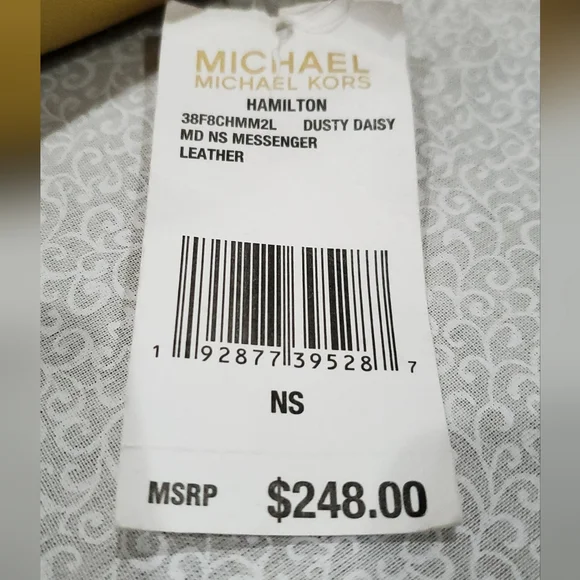 MICHAEL
MICHAEL KORS
HAMILTON
38F8CHMM2L DUSTY DAISY
MD NS MESSENGER
LEATHER
1 92877 39528 7
NS
MSRP $248.00